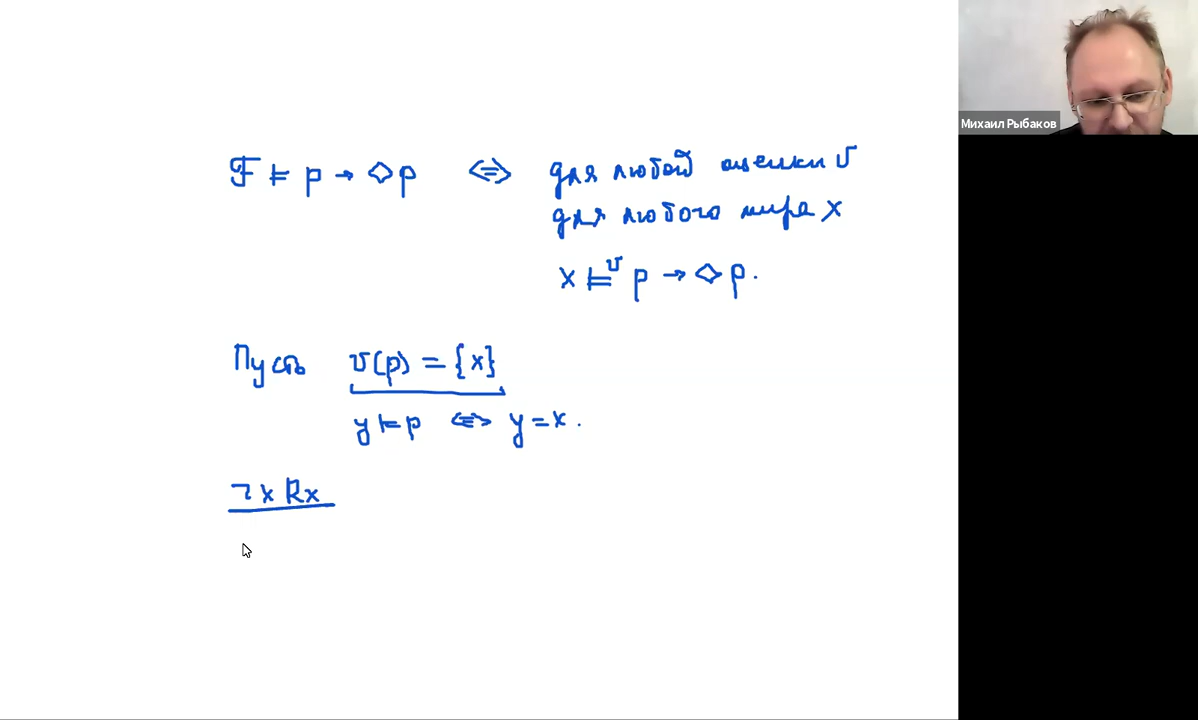 F ⊨ p → ◇p ⇔ для любой оценки v
для любого мира x
x ⊨ᵛ p → ◇p.
Пусть v(p) = {x}
y ⊨ p ⇔ y = x.
¬xRx
Михаил Рыбаков